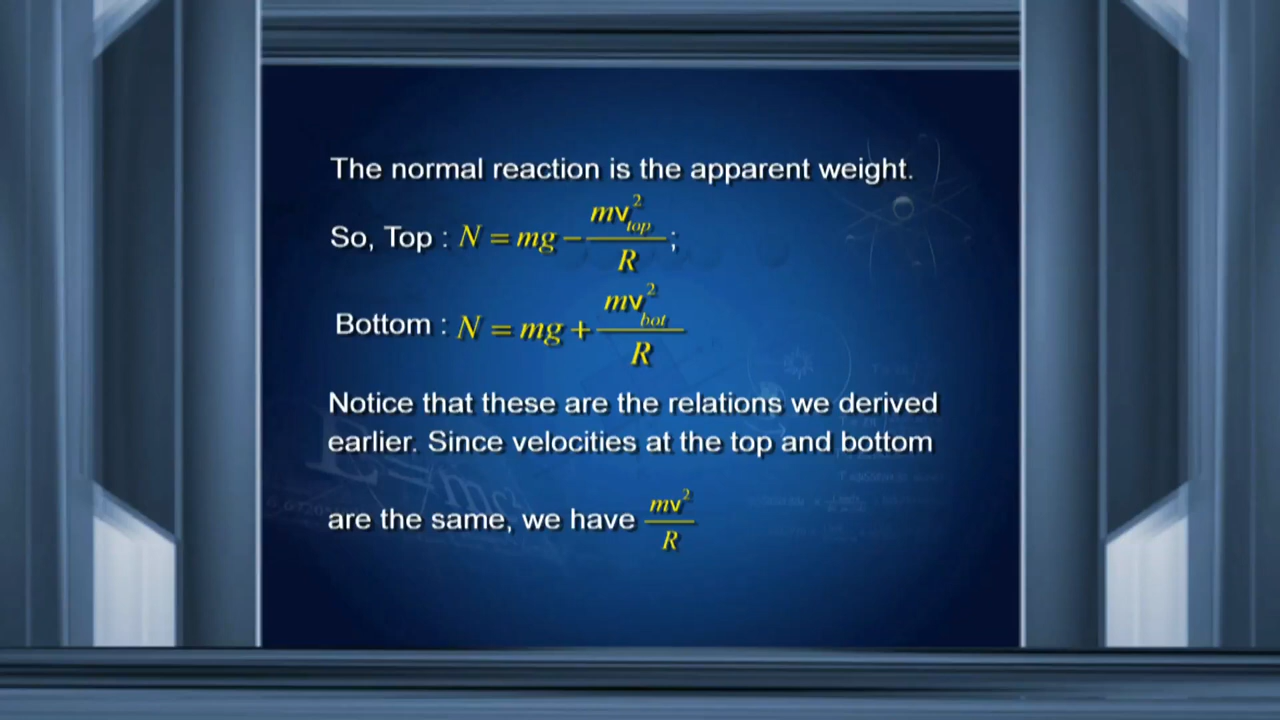 The normal reaction is the apparent weight.
So, Top : N = mg − mv²top / R ;
Bottom : N = mg + mv²bot / R
Notice that these are the relations we derived
earlier. Since velocities at the top and bottom
are the same, we have mv² / R